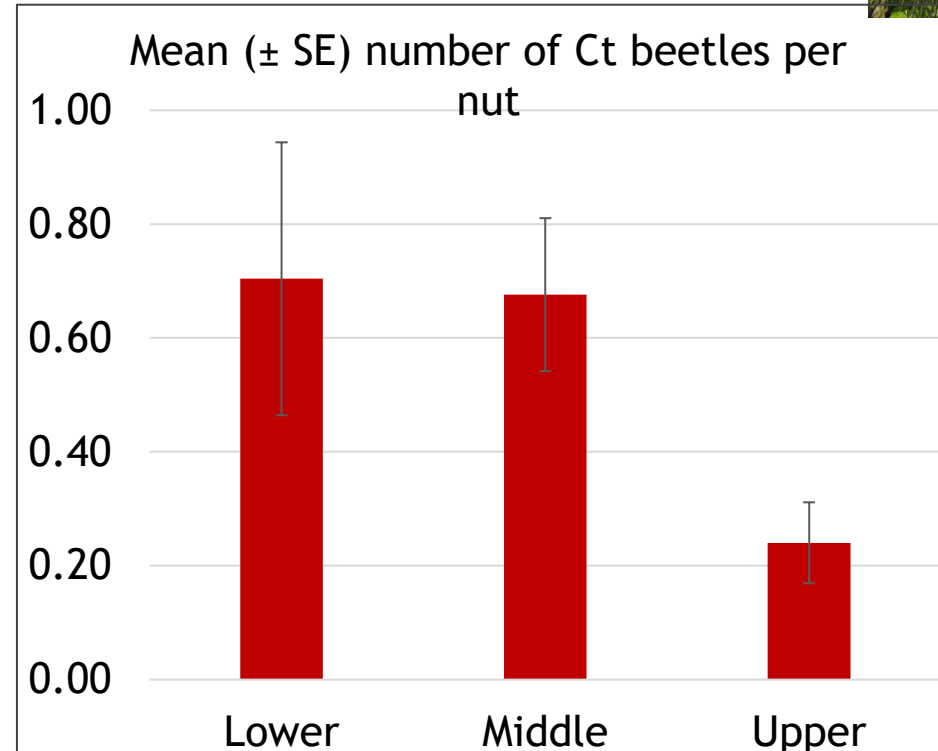 Mean (± SE) number of Ct beetles per
nut
1.00
0.80
0.60
0.40
0.20
0.00
Lower Middle Upper